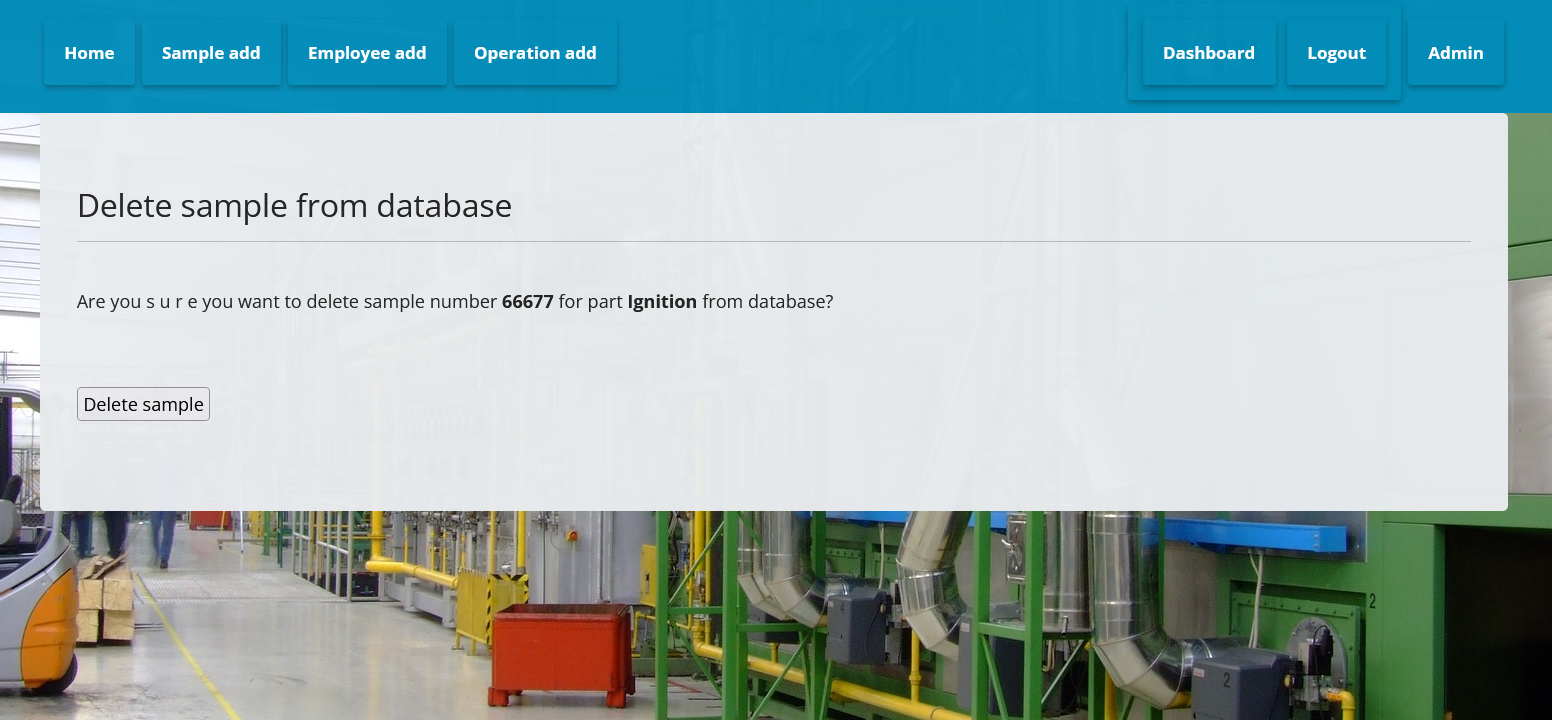 Home Sample add Employee add Operation add Dashboard Logout Admin
Delete sample from database
Are you s u r e you want to delete sample number 66677 for part Ignition from database?
Delete sample
2
2